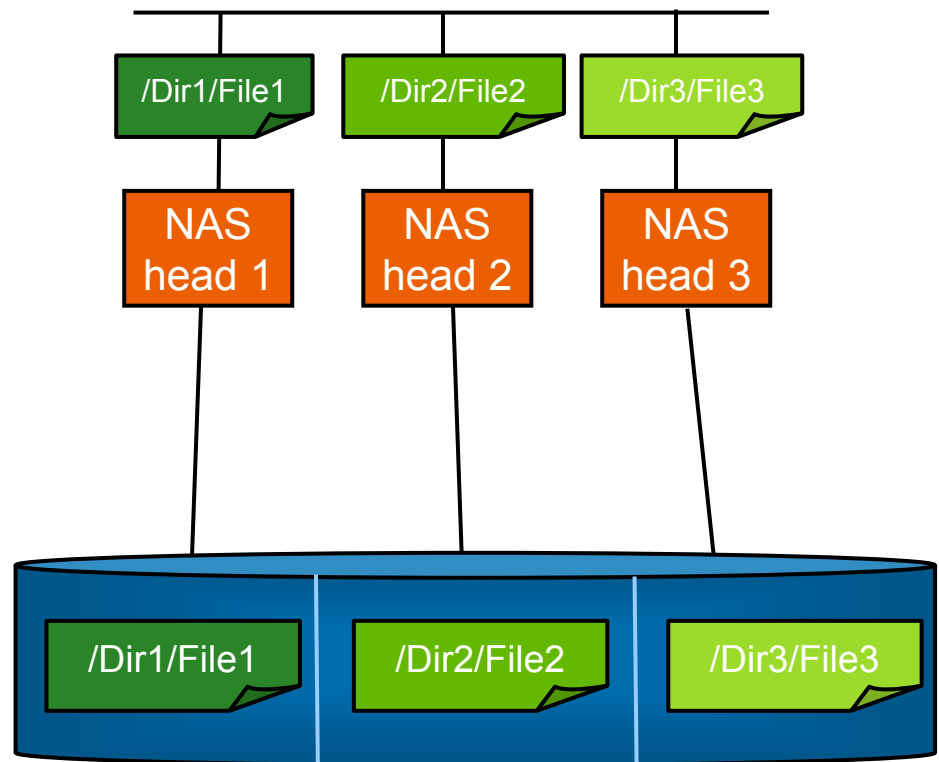 /Dir1/File1
/Dir2/File2
/Dir3/File3
NAS
head 1
NAS
head 2
NAS
head 3
/Dir1/File1
/Dir2/File2
/Dir3/File3